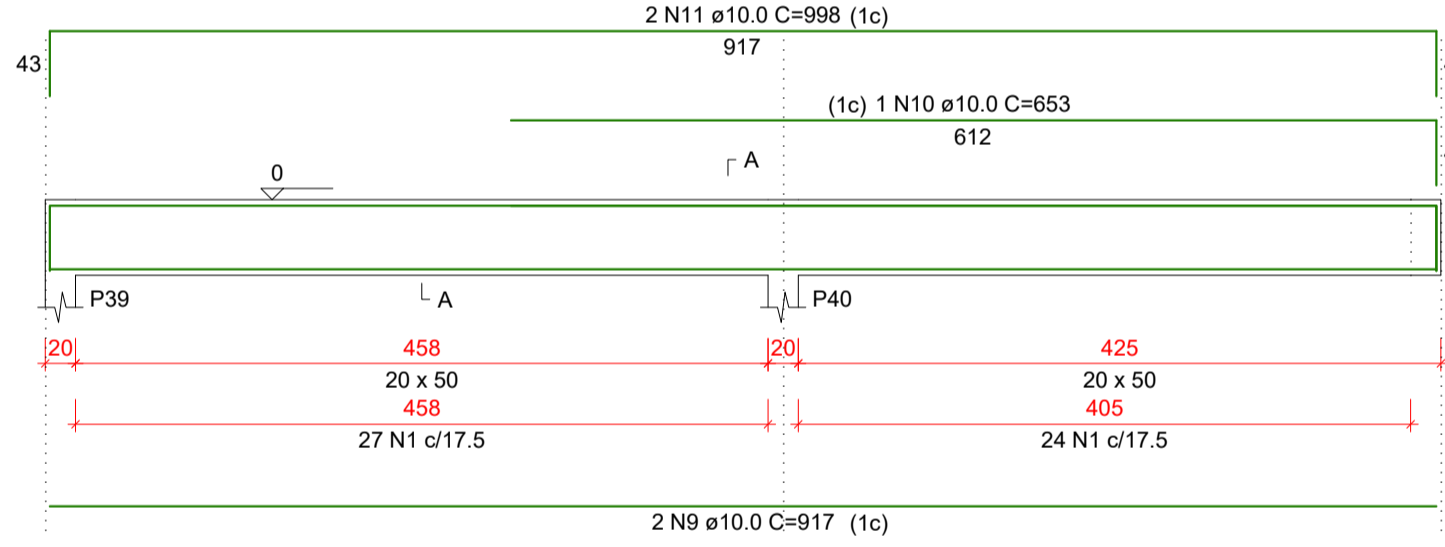 2 N11 ø10.0 C=998 (1c)
917
43
(1c) 1 N10 ø10.0 C=653
612
A
0
P39
A
P40
20 458 20 425
20 x 50 20 x 50
458 405
27 N1 c/17.5 24 N1 c/17.5
2 N9 ø10.0 C=917 (1c)